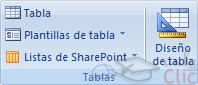 Tabla
Plantillas de tabla
Listas de SharePoint
Diseño
de tabla
Tablas
Clic